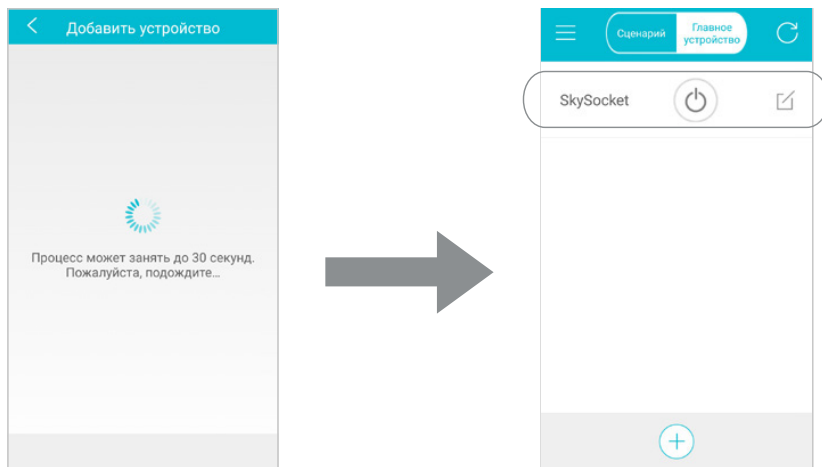 Добавить устройство
Процесс может занять до 30 секунд.
Пожалуйста, подождите...
Сценарий
Главное
устройство
SkySocket